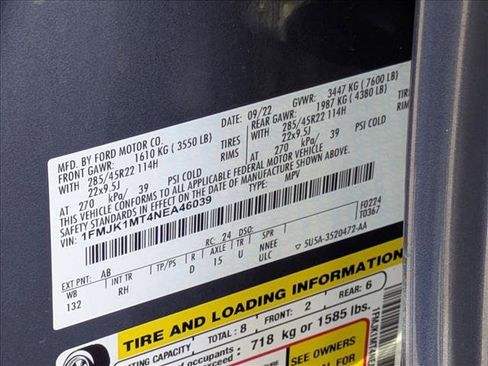 MFD. BY FORD MOTOR CO.
DATE: 09/22 GVWR: 3447 KG ( 7600 LB)
FRONT GAWR: 1610 KG ( 3550 LB) REAR GAWR: 1987 KG ( 4380 LB)
285/45R22 114H TIRES 285/45R22 114H
22x9.5J RIMS 22x9.5J
AT 270 kPa/ 39 PSI COLD AT 270 kPa/ 39 PSI COLD
THIS VEHICLE CONFORMS TO ALL APPLICABLE FEDERAL MOTOR VEHICLE
SAFETY STANDARDS IN EFFECT ON THE DATE OF MANUFACTURE SHOWN ABOVE.
VIN: 1FMJK1MT4NEA46039 TYPE: MPV
F0224
T0367
EXT PNT: AB RC: 24 DSO:
WB INT TR TP/PS R AXLE TR SPR
132 RH D 15 U NNEE
ULC SU5A-3520472-AA
TIRE AND LOADING INFORMATION
SEATING CAPACITY TOTAL: 8 FRONT: 2 REAR: 6
occupants 718 kg or 1585 lbs.
SEE OWNERS